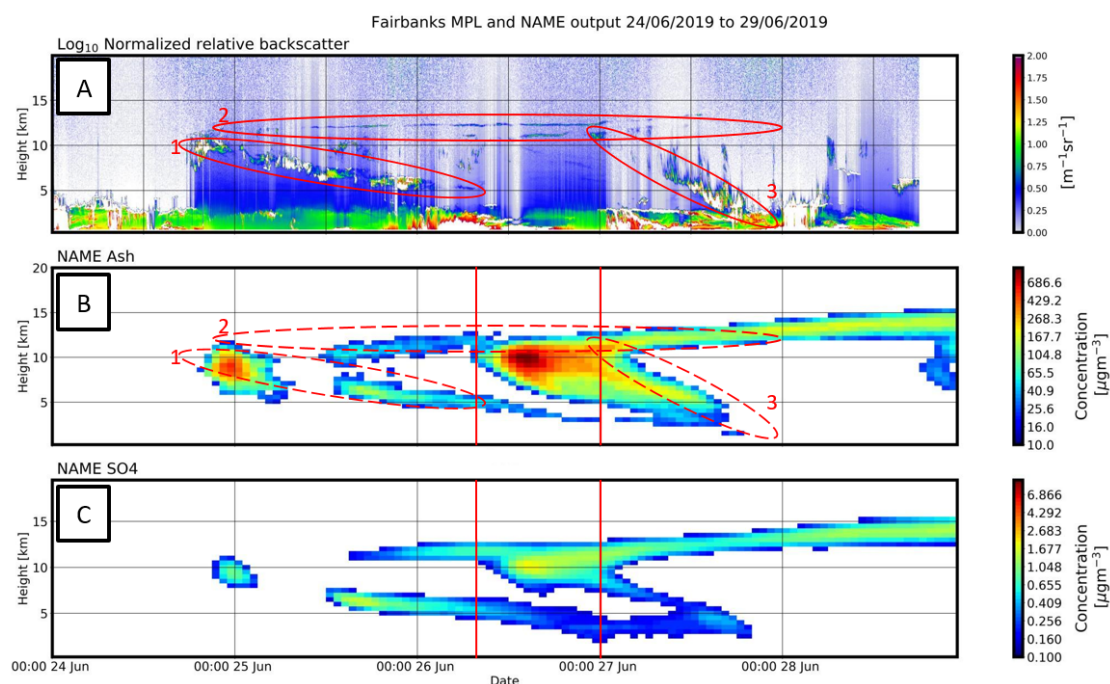 Fairbanks MPL and NAME output 24/06/2019 to 29/06/2019
Log₁₀ Normalized relative backscatter
A
Height [km]
15
10
5
1
2
3
2.00
1.75
1.50
1.25
1.00
0.75
0.50
0.25
0.00
[m⁻¹sr⁻¹]
NAME Ash
B
Height [km]
20
15
10
5
1
2
3
686.6
429.2
268.3
167.7
104.8
65.5
40.9
25.6
16.0
10.0
Concentration
[μgm⁻³]
NAME SO4
C
Height [km]
15
10
5
6.866
4.292
2.683
1.677
1.048
0.6555
0.409
0.256
0.160
0.100
Concentration
[μgm⁻³]
00:00 24 Jun
00:00 25 Jun
00:00 26 Jun
00:00 27 Jun
00:00 28 Jun
Date